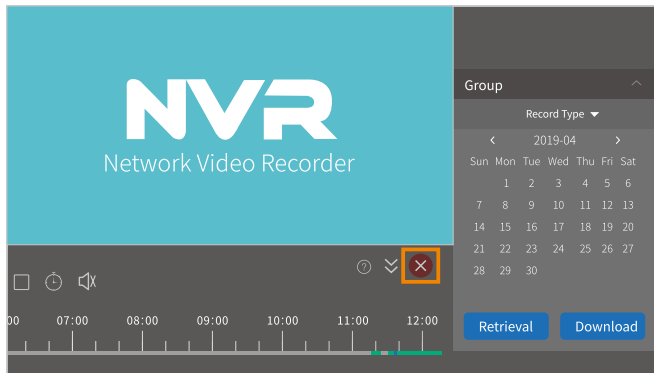 NVR
Network Video Recorder
Group
Record Type
2019-04
Sun Mon Tue Wed Thu Fri Sat
1 2 3 4 5 6
7 8 9 10 11 12 13
14 15 16 17 18 19 20
21 22 23 24 25 26 27
28 29 30
?
00 07:00 08:00 09:00 10:00 11:00 12:00
Retrieval Download